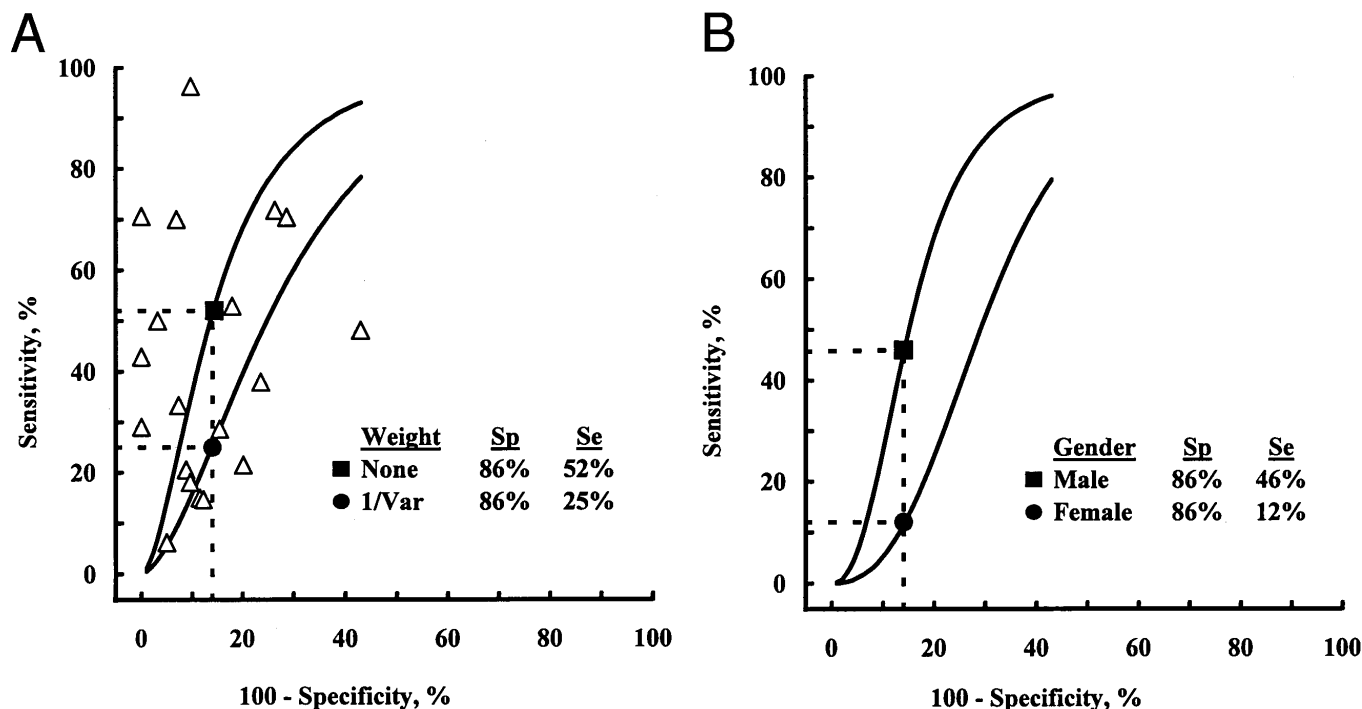 A
100
80
60
40
20
0
Sensitivity, %
Weight Sp Se
None 86% 52%
1/Var 86% 25%
0 20 40 60 80 100
100 - Specificity, %
B
100
80
60
40
20
0
Sensitivity, %
Gender Sp Se
Male 86% 46%
Female 86% 12%
0 20 40 60 80 100
100 - Specificity, %